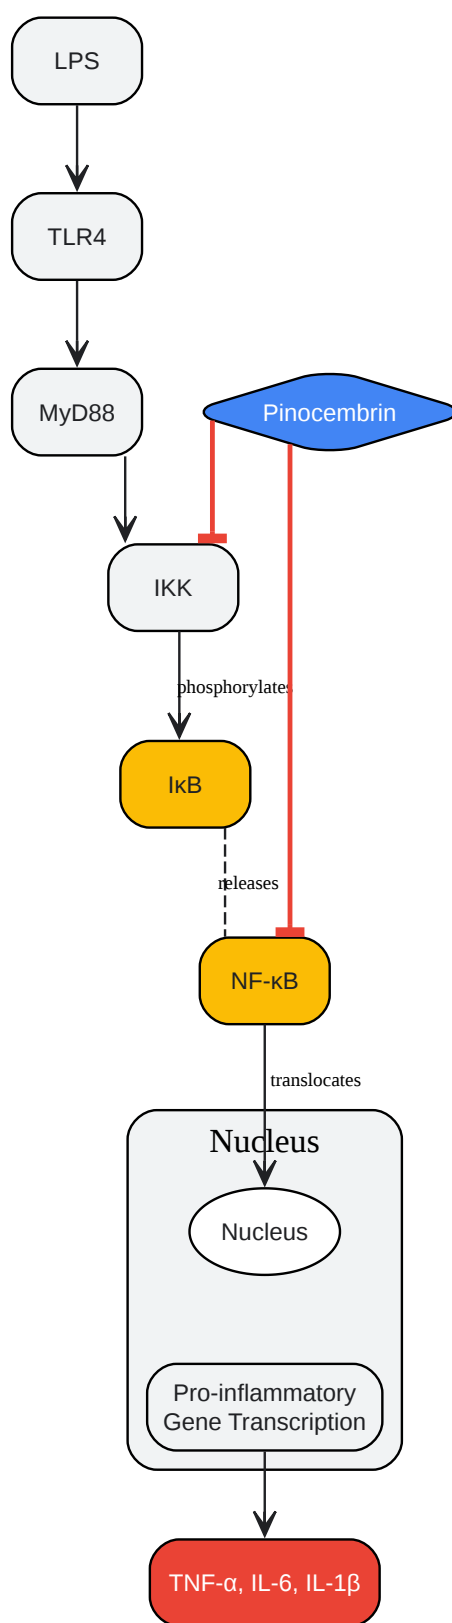 LPS
TLR4
MyD88
Pinocembrin
IKK
phosphorylates
IκB
releases
NF-κB
translocates
Nucleus
Nucleus
Pro-inflammatory
Gene Transcription
TNF-α, IL-6, IL-1β